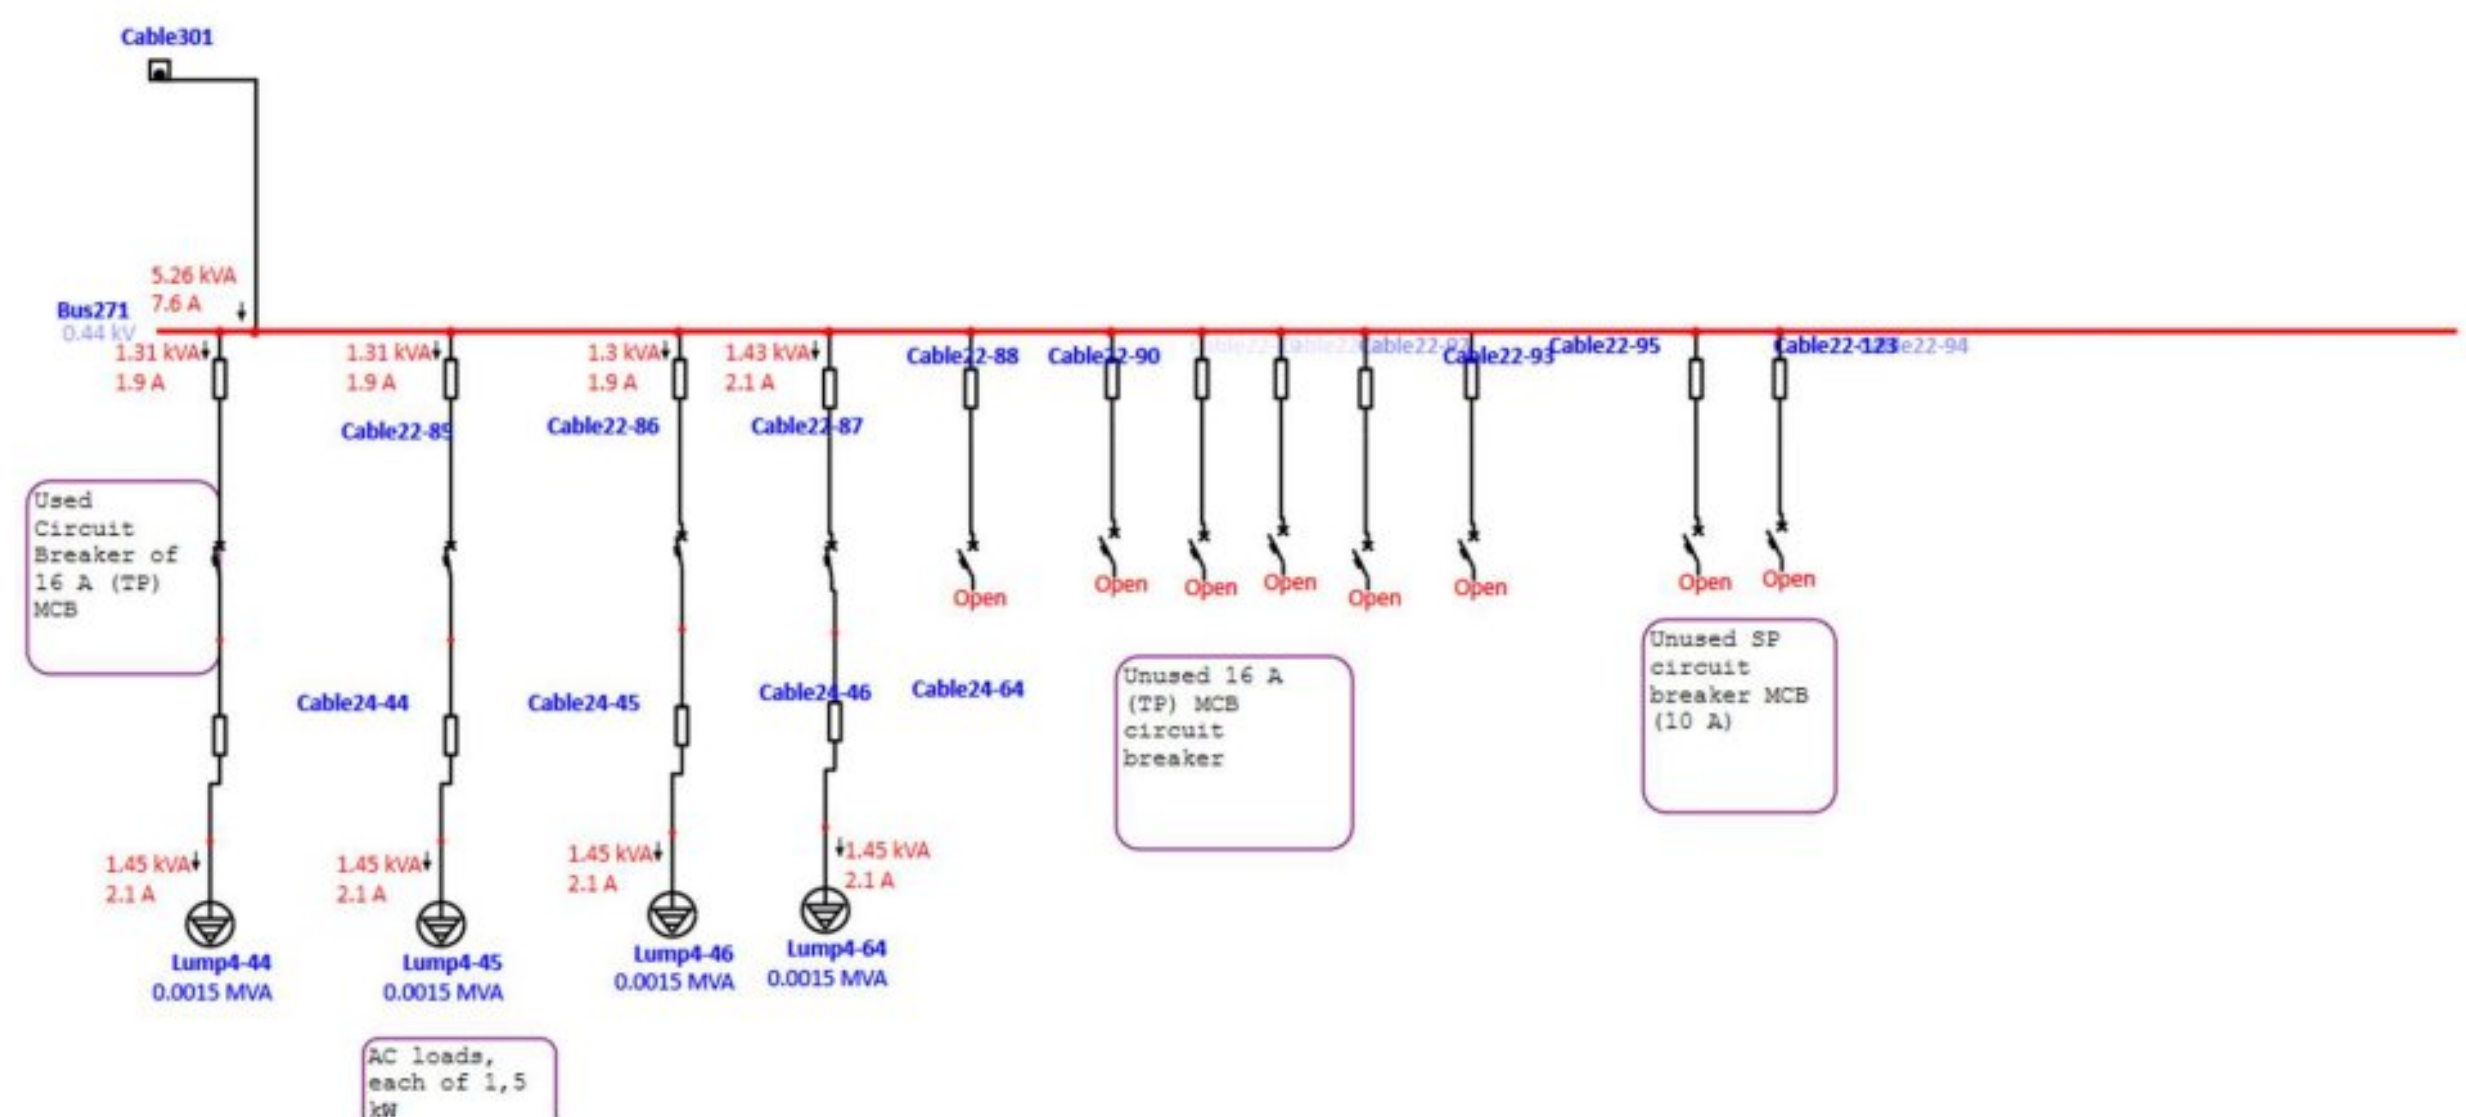 Cable301
5.26 kVA
7.6 A
Bus271
0.44 kV
1.31 kVA
1.9 A
1.31 kVA
1.9 A
1.3 kVA
1.9 A
1.43 kVA
2.1 A
Cable22-88
Cable22-90
Cable22-92
Cable22-93
Cable22-95
Cable22-123
Cable22-94
Cable22-85
Cable22-86
Cable22-87
Used
Circuit
Breaker of
16 A (TP)
MCB
Open
Open
Open
Open
Open
Open
Open
Open
Cable24-44
Cable24-45
Cable24-46
Cable24-64
Unused 16 A
(TP) MCB
circuit
breaker
Unused SP
circuit
breaker MCB
(10 A)
1.45 kVA
2.1 A
1.45 kVA
2.1 A
1.45 kVA
2.1 A
1.45 kVA
2.1 A
Lump4-44
0.0015 MVA
Lump4-45
0.0015 MVA
Lump4-46
0.0015 MVA
Lump4-64
0.0015 MVA
AC loads,
each of 1,5
kW